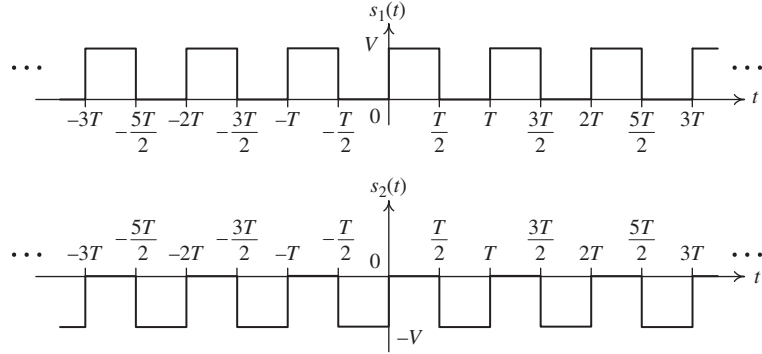 s₁(t)
V
... ...
–3T –5T/2 –2T –3T/2 –T –T/2 0 T/2 T 3T/2 2T 5T/2 3T t
s₂(t)
... –3T –5T/2 –2T –3T/2 –T –T/2 0 T/2 T 3T/2 2T 5T/2 3T ...
t
–V